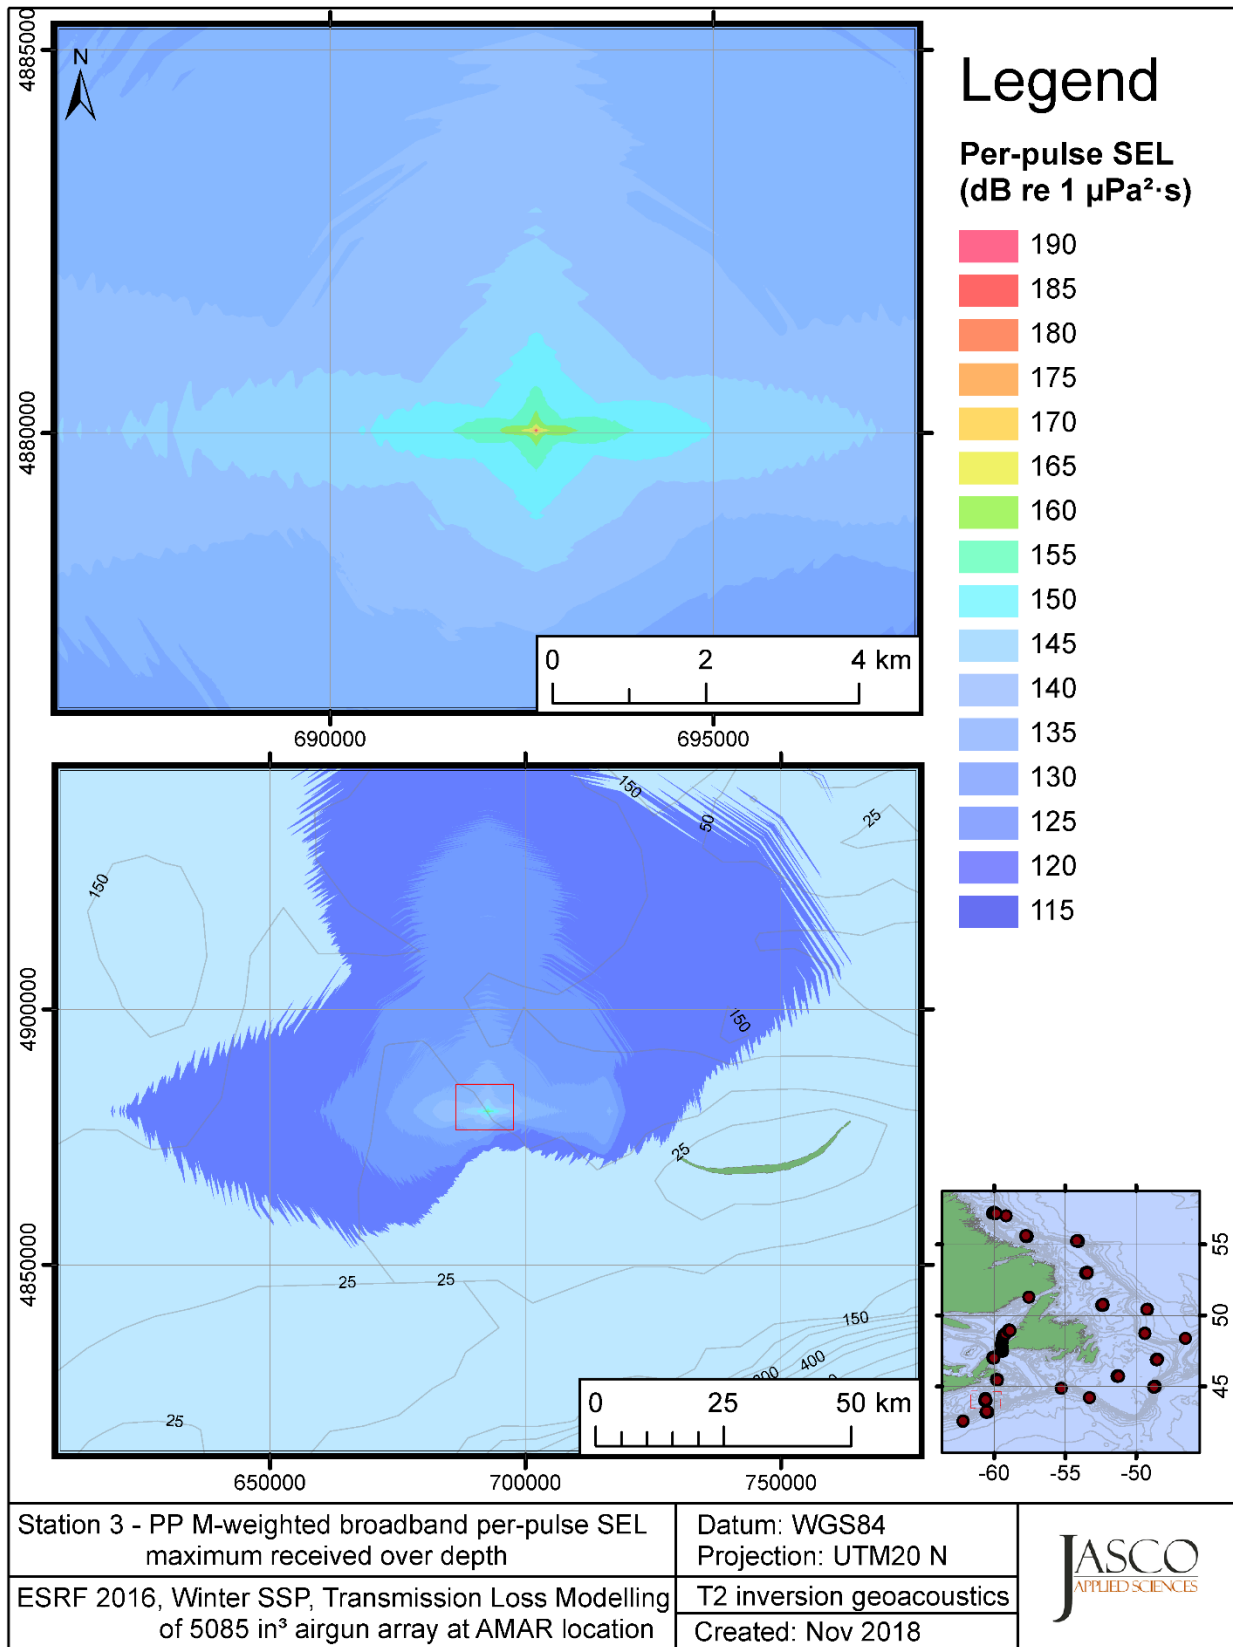 4885000
N
4880000
0 2 4 km
690000 695000
Legend
Per-pulse SEL
(dB re 1 µPa²·s)
190
185
180
175
170
165
160
155
150
145
140
135
130
125
120
115
150
50
25
150
150
25
25
25
150
400
25
4900000
4850000
0 25 50 km
650000 700000 750000
55
50
45
-60 -55 -50
Station 3 - PP M-weighted broadband per-pulse SEL
maximum received over depth
ESRF 2016, Winter SSP, Transmission Loss Modelling
of 5085 in³ airgun array at AMAR location
Datum: WGS84
Projection: UTM20 N
T2 inversion geoacoustics
Created: Nov 2018
JASCO
APPLIED SCIENCES